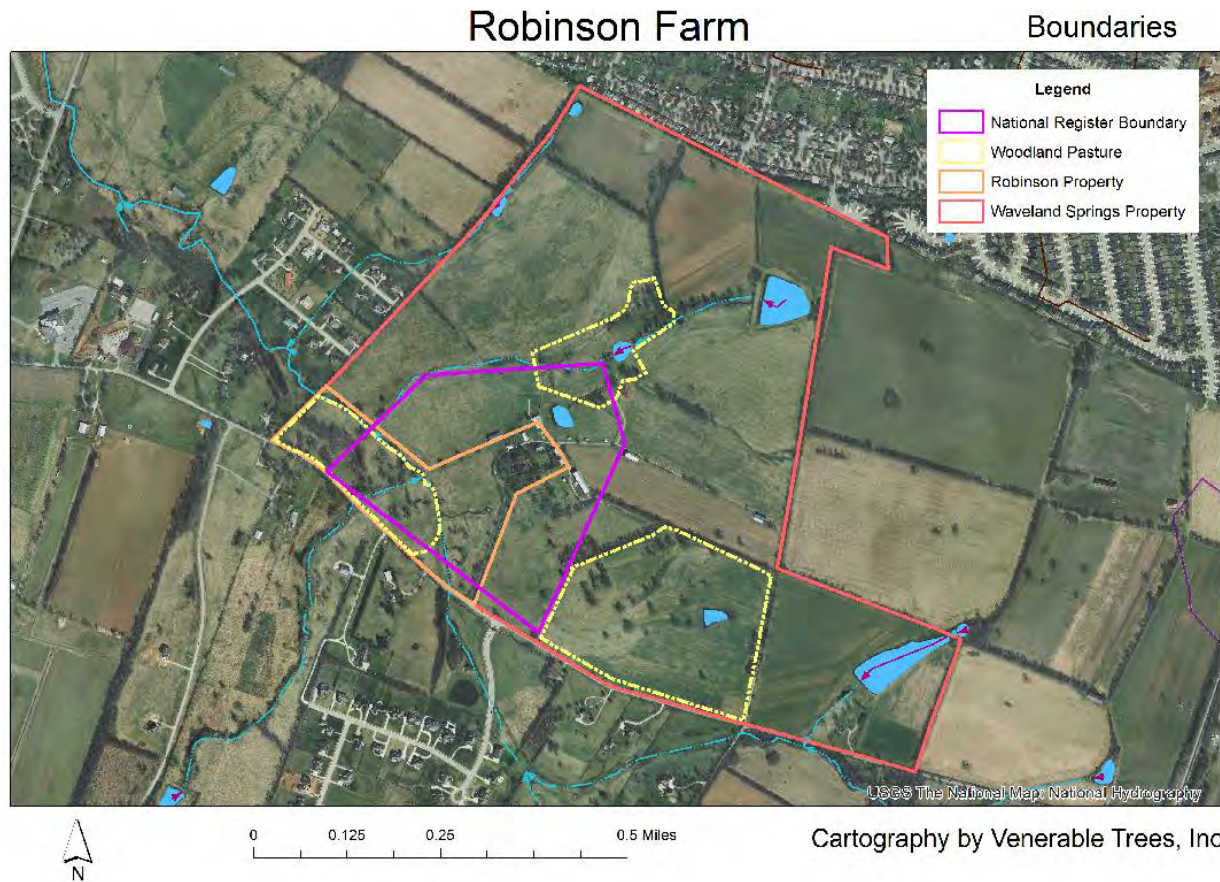 Robinson Farm
Boundaries
Legend
National Register Boundary
Woodland Pasture
Robinson Property
Waveland Springs Property
USGS The National Map: National Hydrography
N
0 0.125 0.25 0.5 Miles
Cartography by Venerable Trees, Inc